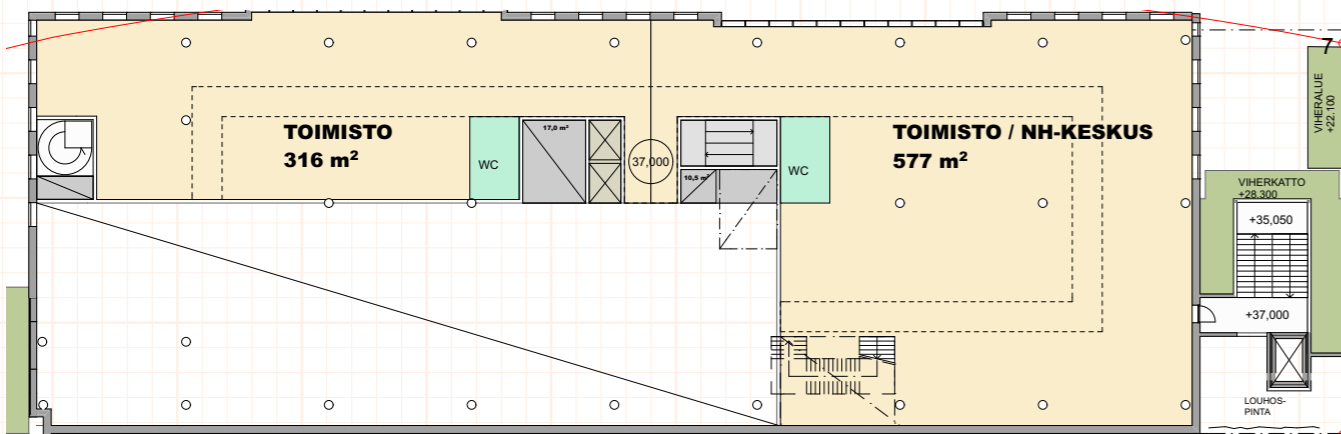 7
VIHERALUE
+22.100
TOIMISTO
316 m²
17,0 m²
WC
37,000
10,5 m²
WC
TOIMISTO / NH-KESKUS
577 m²
VIHERKATTO
+28.300
+35,050
+37,000
LOUHOS-
PINTA